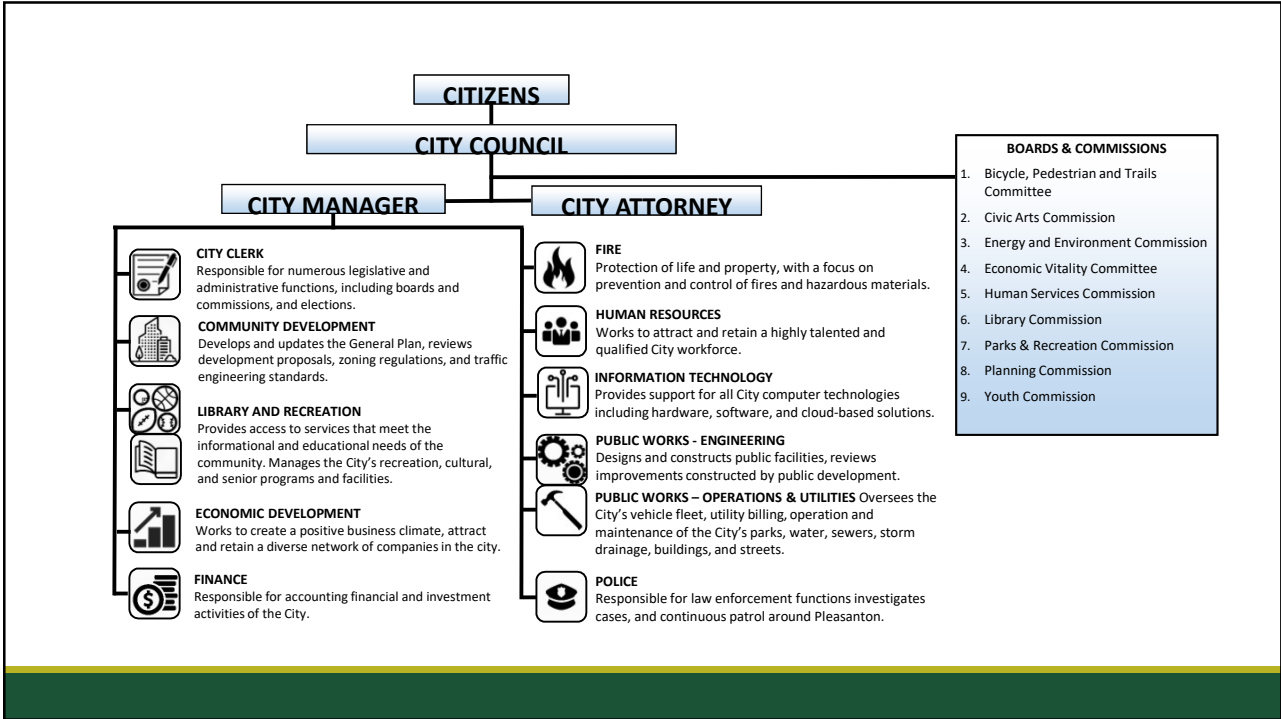 CITIZENS
CITY COUNCIL
CITY MANAGER
CITY ATTORNEY
CITY CLERK
Responsible for numerous legislative and
administrative functions, including boards and
commissions, and elections.
COMMUNITY DEVELOPMENT
Develops and updates the General Plan, reviews
development proposals, zoning regulations, and traffic
engineering standards.
LIBRARY AND RECREATION
Provides access to services that meet the
informational and educational needs of the
community. Manages the City’s recreation, cultural,
and senior programs and facilities.
ECONOMIC DEVELOPMENT
Works to create a positive business climate, attract
and retain a diverse network of companies in the city.
FINANCE
Responsible for accounting financial and investment
activities of the City.
FIRE
Protection of life and property, with a focus on
prevention and control of fires and hazardous materials.
HUMAN RESOURCES
Works to attract and retain a highly talented and
qualified City workforce.
INFORMATION TECHNOLOGY
Provides support for all City computer technologies
including hardware, software, and cloud-based solutions.
PUBLIC WORKS - ENGINEERING
Designs and constructs public facilities, reviews
improvements constructed by public development.
PUBLIC WORKS – OPERATIONS & UTILITIES Oversees the
City’s vehicle fleet, utility billing, operation and
maintenance of the City’s parks, water, sewers, storm
drainage, buildings, and streets.
POLICE
Responsible for law enforcement functions investigates
cases, and continuous patrol around Pleasanton.
BOARDS & COMMISSIONS
1. Bicycle, Pedestrian and Trails
Committee
2. Civic Arts Commission
3. Energy and Environment Commission
4. Economic Vitality Committee
5. Human Services Commission
6. Library Commission
7. Parks & Recreation Commission
8. Planning Commission
9. Youth Commission